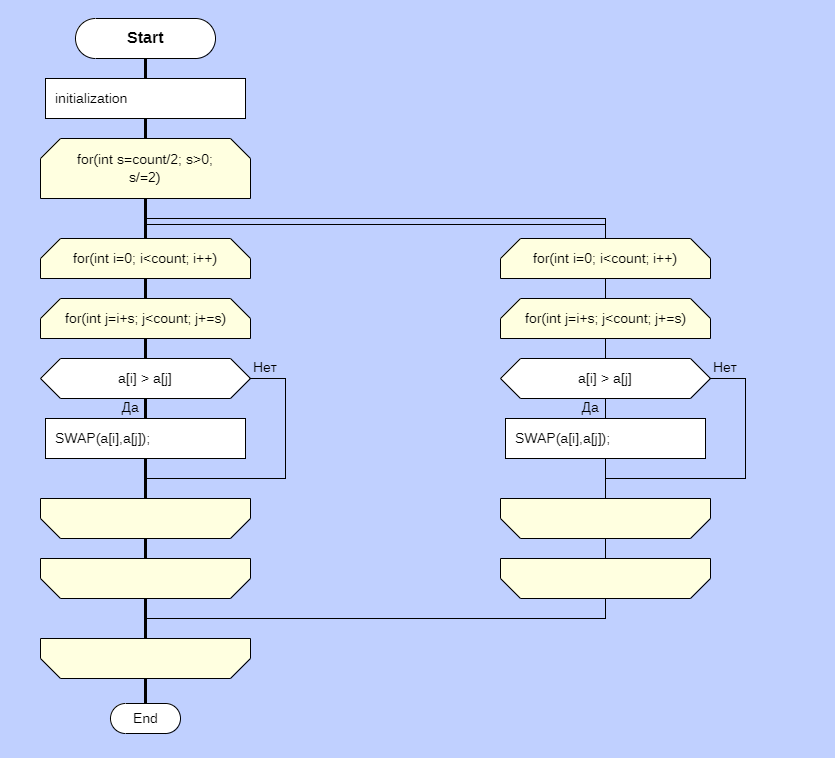 Start
initialization
for(int s=count/2; s>0;
s/=2)
for(int i=0; i<count; i++)
for(int j=i+s; j<count; j+=s)
a[i] > a[j]
Нет
Да
SWAP(a[i],a[j]);
for(int i=0; i<count; i++)
for(int j=i+s; j<count; j+=s)
a[i] > a[j]
Нет
Да
SWAP(a[i],a[j]);
End